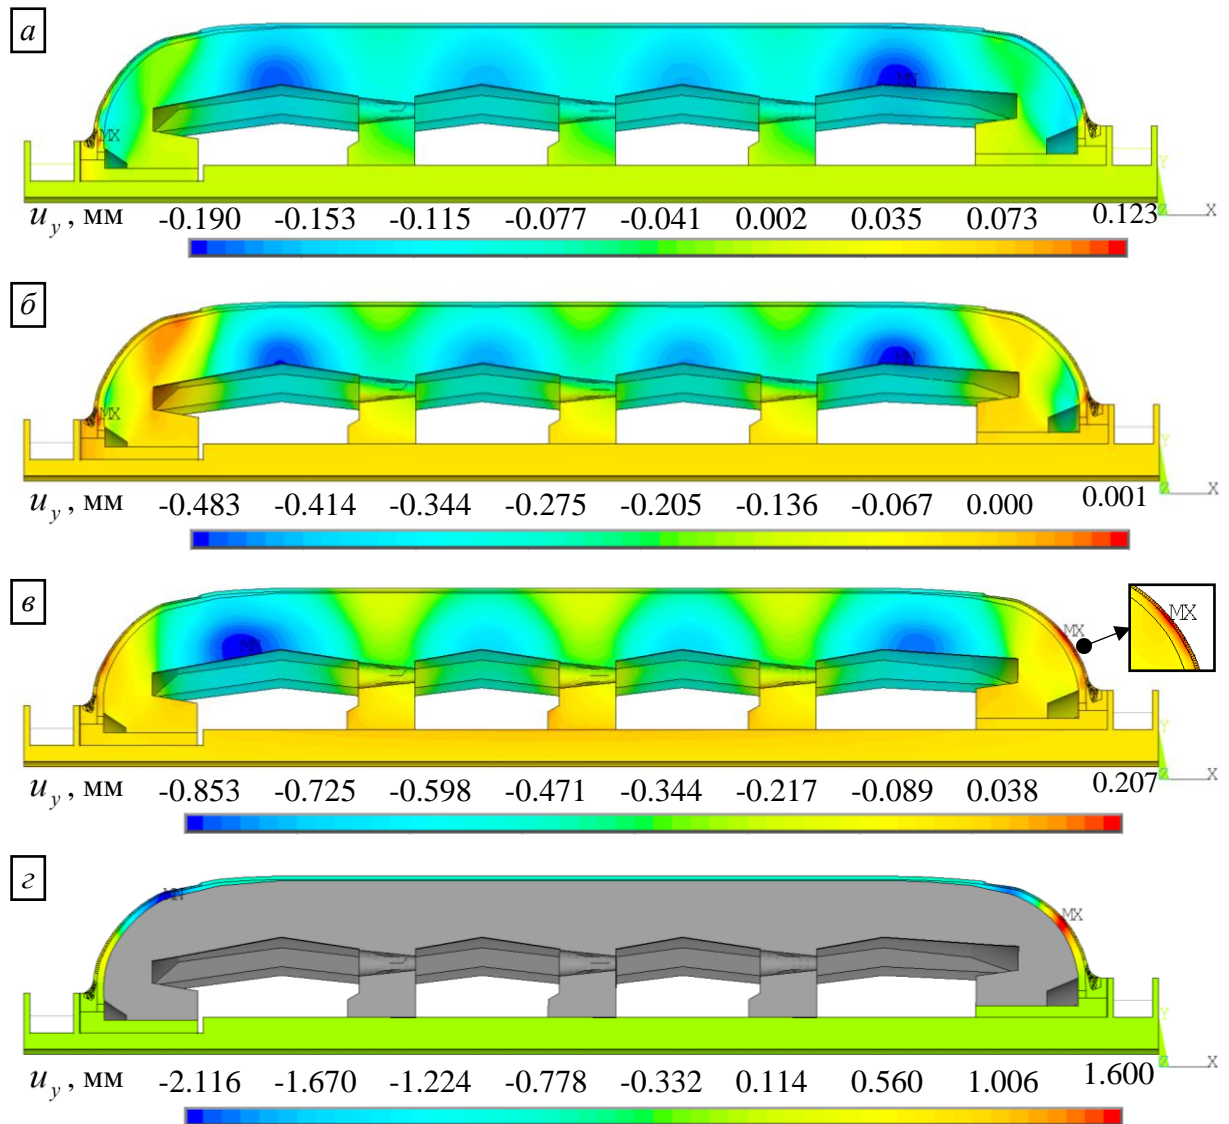 а
MN
MX
Y
Z X
u_y, мм -0.190 -0.153 -0.115 -0.077 -0.041 0.002 0.035 0.073 0.123
б
MN
MX
Y
Z X
u_y, мм -0.483 -0.414 -0.344 -0.275 -0.205 -0.136 -0.067 0.000 0.001
в
MX
MX
MN
Y
Z X
u_y, мм -0.853 -0.725 -0.598 -0.471 -0.344 -0.217 -0.089 0.038 0.207
г
MN
MX
Y
Z X
u_y, мм -2.116 -1.670 -1.224 -0.778 -0.332 0.114 0.560 1.006 1.600